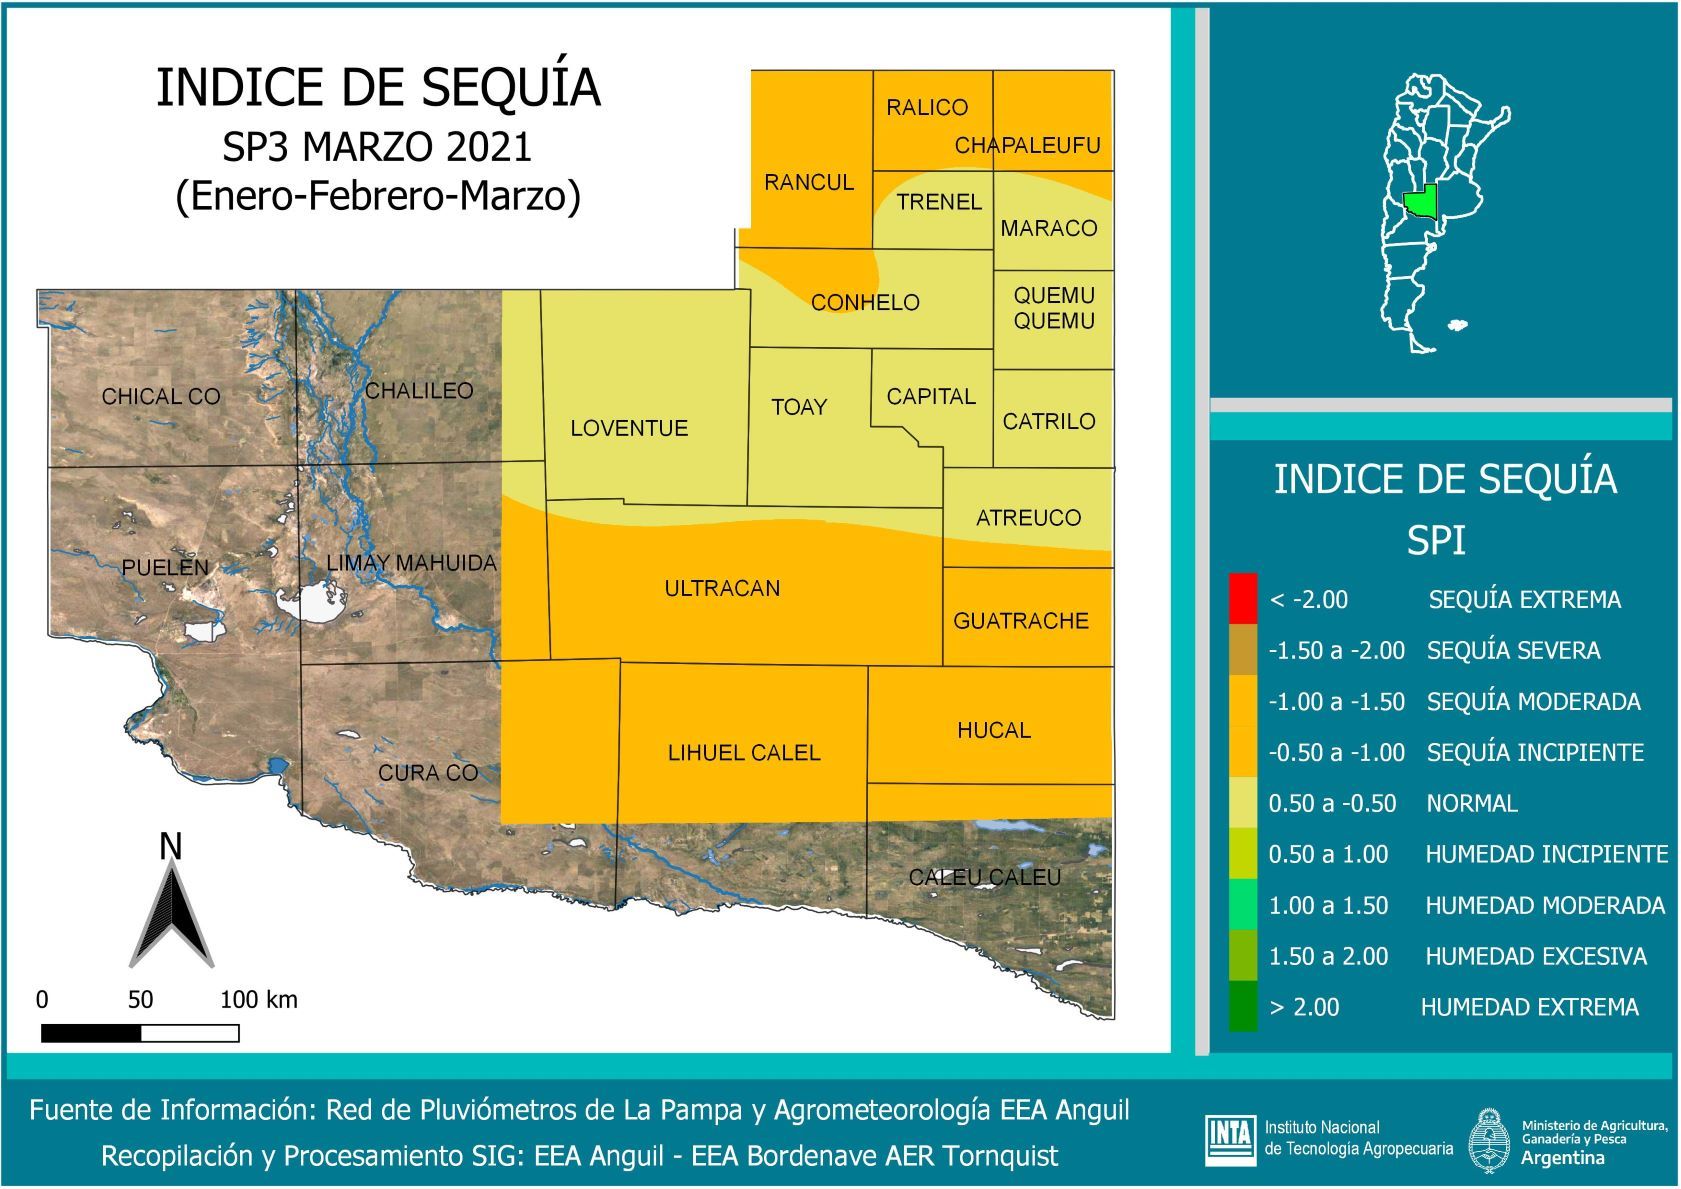 INDICE DE SEQUÍA
SP3 MARZO 2021
(Enero-Febrero-Marzo)
RALICO
CHAPALEUFU
RANCUL
TRENEL
MARACO
CONHELO
QUEMU
QUEMU
CHICAL CO
CHALILEO
LOVENTUE
TOAY
CAPITAL
CATRILO
ATREUCO
PUELEN
LIMAY MAHUIDA
ULTRACAN
GUATRACHE
CURA CO
LIHUEL CALEL
HUCAL
CALEU CALEU
N
0 50 100 km
INDICE DE SEQUÍA
SPI
< -2.00 SEQUÍA EXTREMA
-1.50 a -2.00 SEQUÍA SEVERA
-1.00 a -1.50 SEQUÍA MODERADA
-0.50 a -1.00 SEQUÍA INCIPIENTE
0.50 a -0.50 NORMAL
0.50 a 1.00 HUMEDAD INCIPIENTE
1.00 a 1.50 HUMEDAD MODERADA
1.50 a 2.00 HUMEDAD EXCESIVA
> 2.00 HUMEDAD EXTREMA
Fuente de Información: Red de Pluviómetros de La Pampa y Agrometeorología EEA Anguil
Recopilación y Procesamiento SIG: EEA Anguil - EEA Bordenave AER Tornquist
INTA
Instituto Nacional
de Tecnología Agropecuaria
Ministerio de Agricultura,
Ganadería y Pesca
Argentina